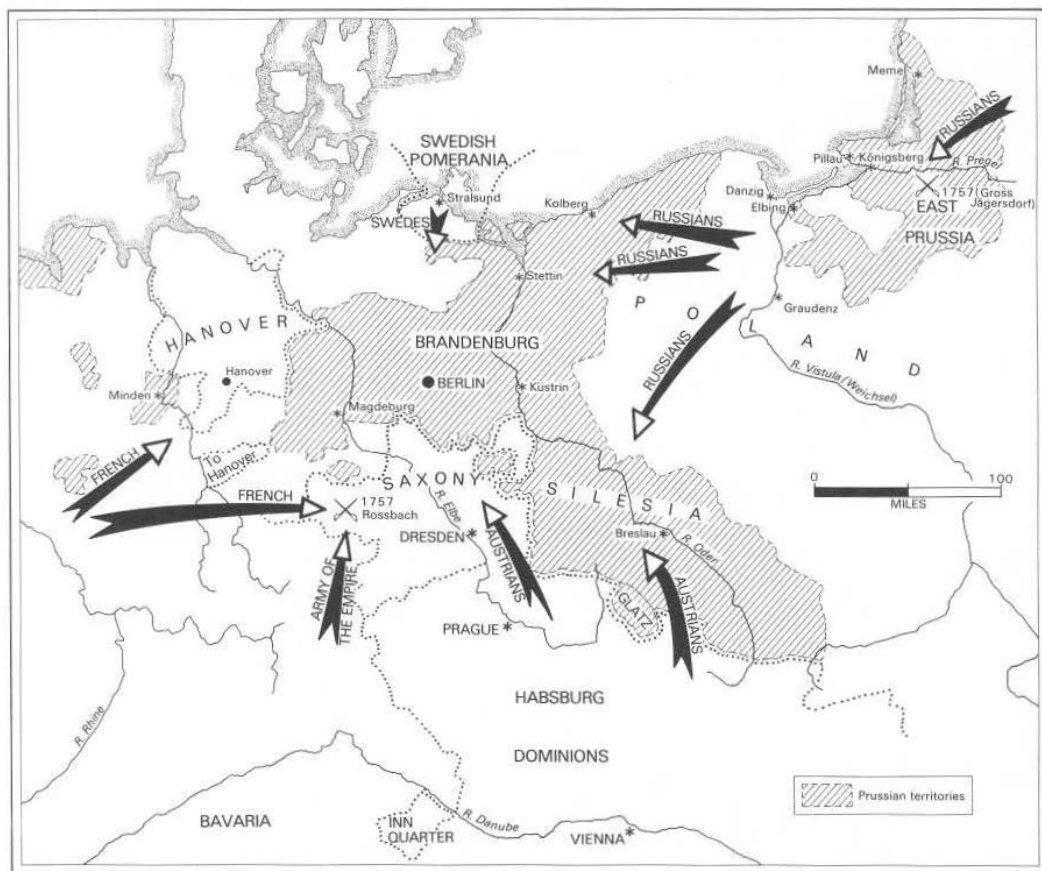 Meme
RUSSIANS
SWEDISH
POMERANIA
Pillau
Königsberg
R. Pregel
Stralsund
Danzig
1757 (Gross
Jägersdorf)
Kolberg
Elbing
EAST
PRUSSIA
SWEDES
RUSSIANS
RUSSIANS
Stettin
POLAND
Graudenz
HANOVER
BRANDENBURG
RUSSIANS
R. Vistula (Weichsel)
Hanover
BERLIN
Küstrin
Minden
Magdeburg
FRENCH
To
Hanover
SAXONY
SILESIA
0
100
MILES
FRENCH
1757
Rossbach
R. Elbe
DRESDEN
Breslau
R. Oder
AUSTRIANS
ARMY OF
THE EMPIRE
GLATZ
AUSTRIANS
PRAGUE
HABSBURG
DOMINIONS
R. Rhine
Prussian territories
BAVARIA
R. Danube
INN
QUARTER
VIENNA